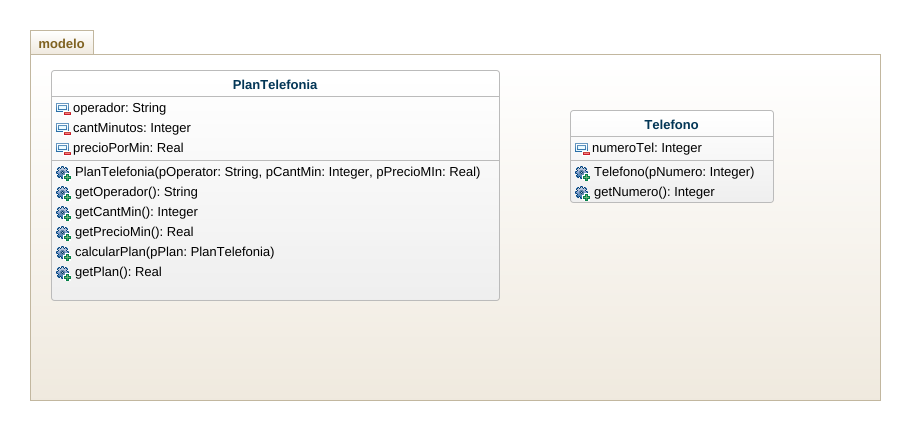 modelo
PlanTelefonia
operador: String
cantMinutos: Integer
precioPorMin: Real
PlanTelefonia(pOperator: String, pCantMin: Integer, pPrecioMIn: Real)
getOperador(): String
getCantMin(): Integer
getPrecioMin(): Real
calcularPlan(pPlan: PlanTelefonia)
getPlan(): Real
Telefono
numeroTel: Integer
Telefono(pNumero: Integer)
getNumero(): Integer